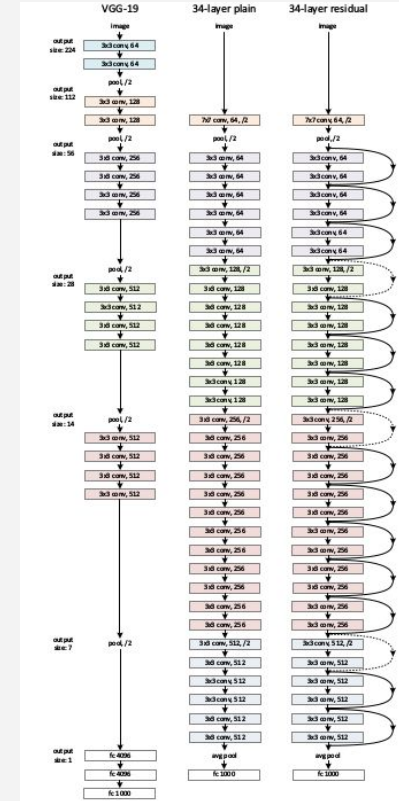 output
size: 224
output
size: 112
output
size: 56
output
size: 28
output
size: 14
output
size: 7
output
size: 1
VGG-19
image
3x3 conv, 64
3x3 conv, 64
pool, /2
3x3 conv, 128
3x3 conv, 128
pool, /2
3x3 conv, 256
3x3 conv, 256
3x3 conv, 256
3x3 conv, 256
pool, /2
3x3 conv, 512
3x3 conv, 512
3x3 conv, 512
3x3 conv, 512
pool, /2
3x3 conv, 512
3x3 conv, 512
3x3 conv, 512
3x3 conv, 512
pool, /2
fc 4096
fc 4096
fc 1000
34-layer plain
image
7x7 conv, 64, /2
pool, /2
3x3 conv, 64
3x3 conv, 64
3x3 conv, 64
3x3 conv, 64
3x3 conv, 64
3x3 conv, 64
3x3 conv, 128, /2
3x3 conv, 128
3x3 conv, 128
3x3 conv, 128
3x3 conv, 128
3x3 conv, 128
3x3 conv, 128
3x3 conv, 128
3x3 conv, 256, /2
3x3 conv, 256
3x3 conv, 256
3x3 conv, 256
3x3 conv, 256
3x3 conv, 256
3x3 conv, 256
3x3 conv, 256
3x3 conv, 256
3x3 conv, 256
3x3 conv, 256
3x3 conv, 256
3x3 conv, 512, /2
3x3 conv, 512
3x3 conv, 512
3x3 conv, 512
3x3 conv, 512
3x3 conv, 512
avg pool
fc 1000
34-layer residual
image
7x7 conv, 64, /2
pool, /2
3x3 conv, 64
3x3 conv, 64
3x3 conv, 64
3x3 conv, 64
3x3 conv, 64
3x3 conv, 64
3x3 conv, 128, /2
3x3 conv, 128
3x3 conv, 128
3x3 conv, 128
3x3 conv, 128
3x3 conv, 128
3x3 conv, 128
3x3 conv, 128
3x3 conv, 256, /2
3x3 conv, 256
3x3 conv, 256
3x3 conv, 256
3x3 conv, 256
3x3 conv, 256
3x3 conv, 256
3x3 conv, 256
3x3 conv, 256
3x3 conv, 256
3x3 conv, 256
3x3 conv, 256
3x3 conv, 512, /2
3x3 conv, 512
3x3 conv, 512
3x3 conv, 512
3x3 conv, 512
3x3 conv, 512
avg pool
fc 1000